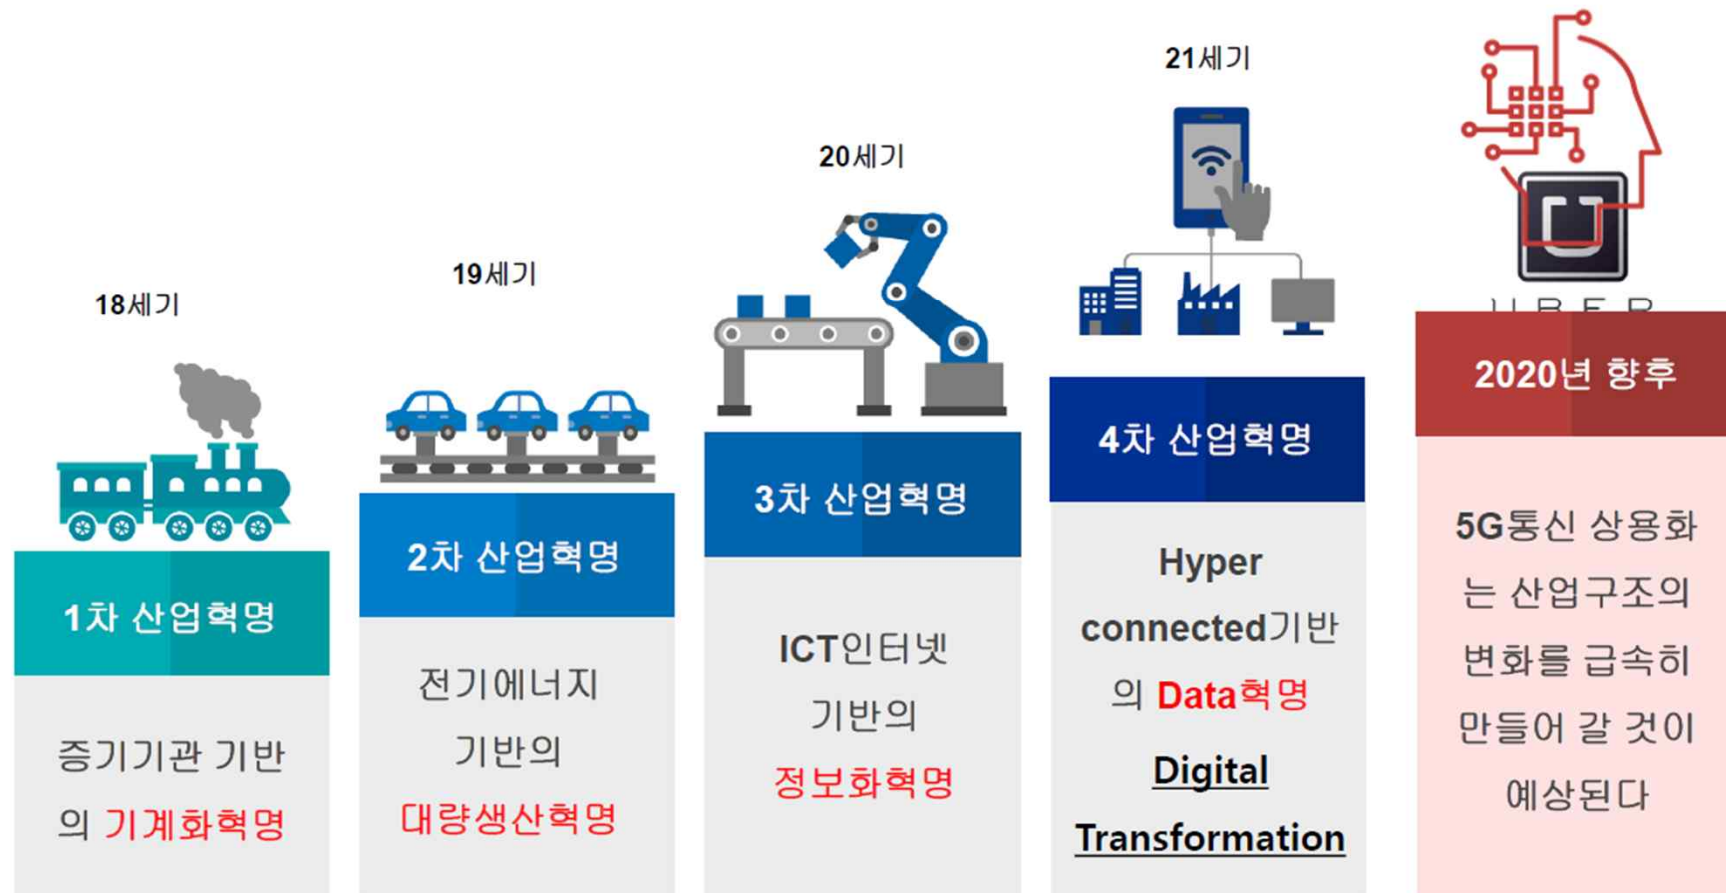 18세기
1차 산업혁명
증기기관 기반
의 기계화혁명
19세기
2차 산업혁명
전기에너지
기반의
대량생산혁명
20세기
3차 산업혁명
ICT인터넷
기반의
정보화혁명
21세기
4차 산업혁명
Hyper
connected기반
의 Data혁명
Digital
Transformation
U
UBER
2020년 향후
5G통신 상용화
는 산업구조의
변화를 급속히
만들어 갈 것이
예상된다